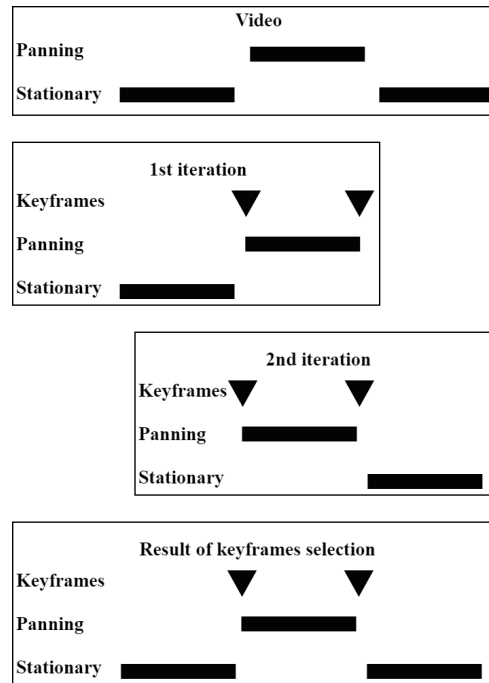 Video
Panning
Stationary
1st iteration
Keyframes
Panning
Stationary
2nd iteration
Keyframes
Panning
Stationary
Result of keyframes selection
Keyframes
Panning
Stationary